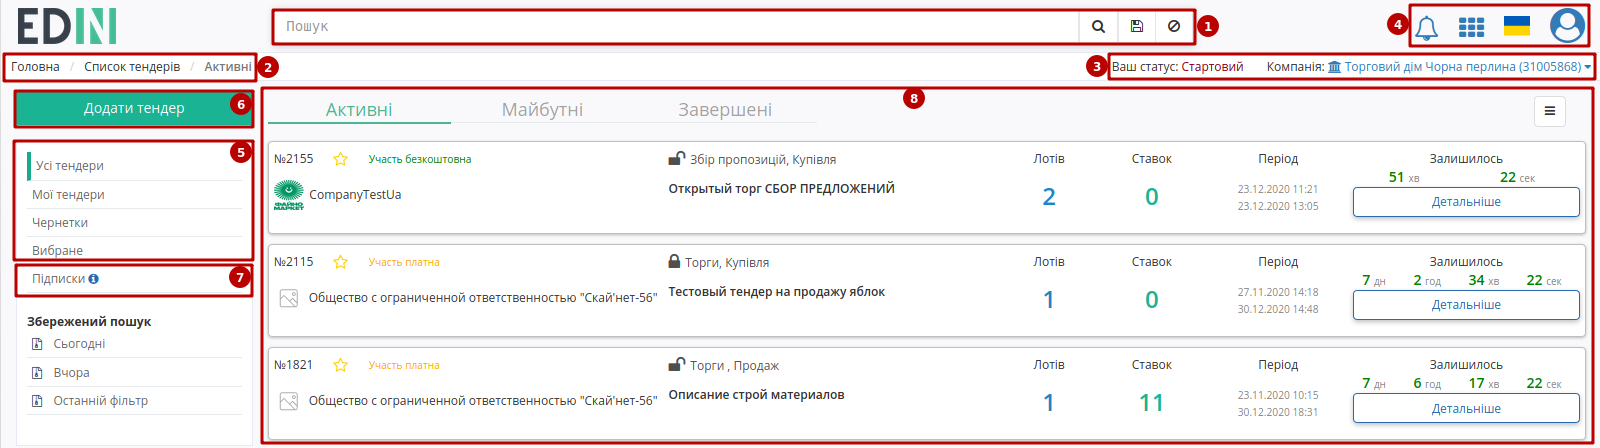 EDIN
Пошук
1
4
Головна / Список тендерів / Активні
2
3
Ваш статус: Стартовий Компанія: Торговий дім Чорна перлина (31005868)
Додати тендер
6
5
Усі тендери
Мої тендери
Чернетки
Вибране
Підписки
7
Збережений пошук
Сьогодні
Вчора
Останній фільтр
8
Активні Майбутні Завершені
№2155 Участь безкоштовна Збір пропозицій, Купівля Лотів Ставок Період Залишилось
ФАЙНО МАРКЕТ
CompanyTestUa Открытый торг СБОР ПРЕДЛОЖЕНИЙ 2 0 23.12.2020 11:21 51 хв 22 сек
23.12.2020 13:05 Детальніше
№2115 Участь платна Торги, Купівля Лотів Ставок Період Залишилось
Общество с ограниченной ответственностью "Скай'нет-56" Тестовый тендер на продажу яблок 1 0 27.11.2020 14:18 7 дн 2 год 34 хв 22 сек
30.12.2020 14:48 Детальніше
№1821 Участь платна Торги , Продаж Лотів Ставок Період Залишилось
Общество с ограниченной ответственностью "Скай'нет-56" Описание строй материалов 1 11 23.11.2020 10:15 7 дн 6 год 17 хв 22 сек
30.12.2020 18:31 Детальніше